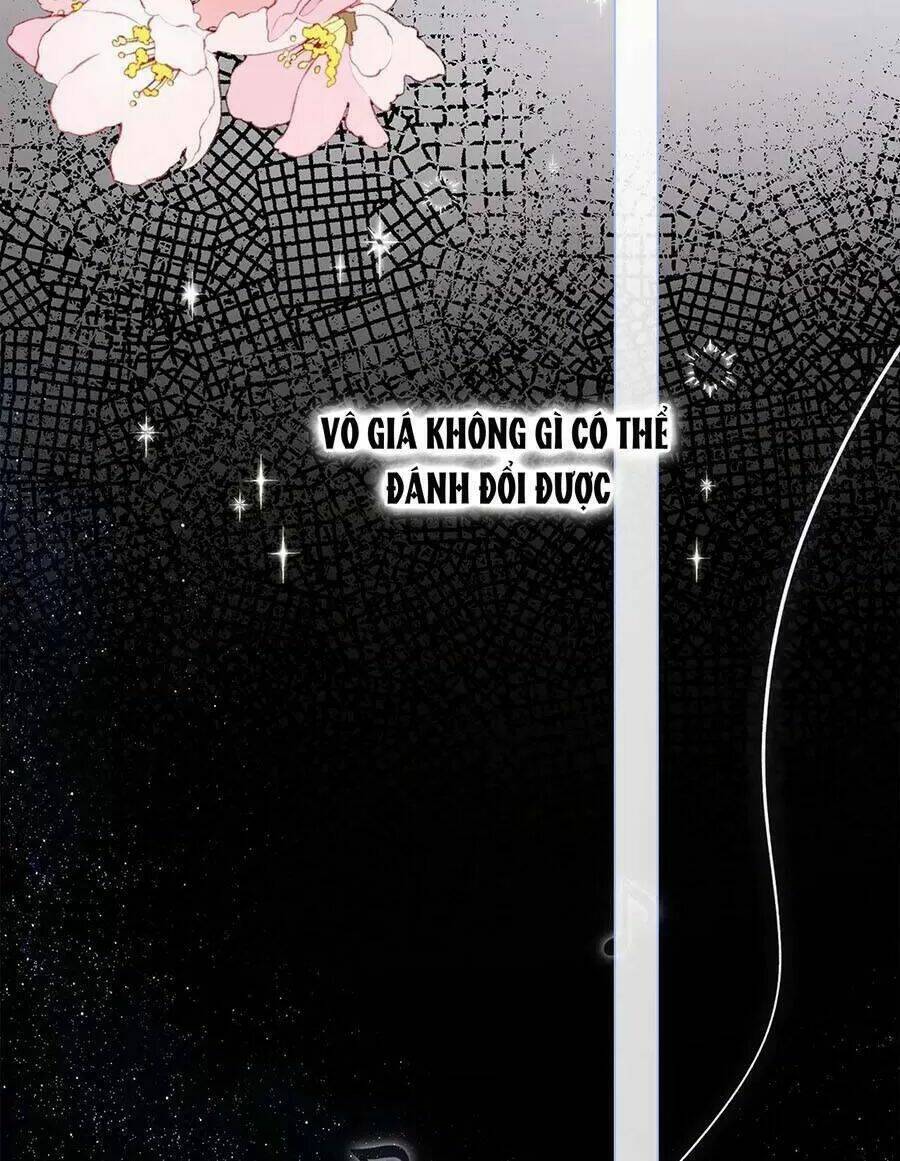 VÔ GIÁ KHÔNG GÌ CÓ THỂ
ĐÁNH ĐỔI ĐƯỢC